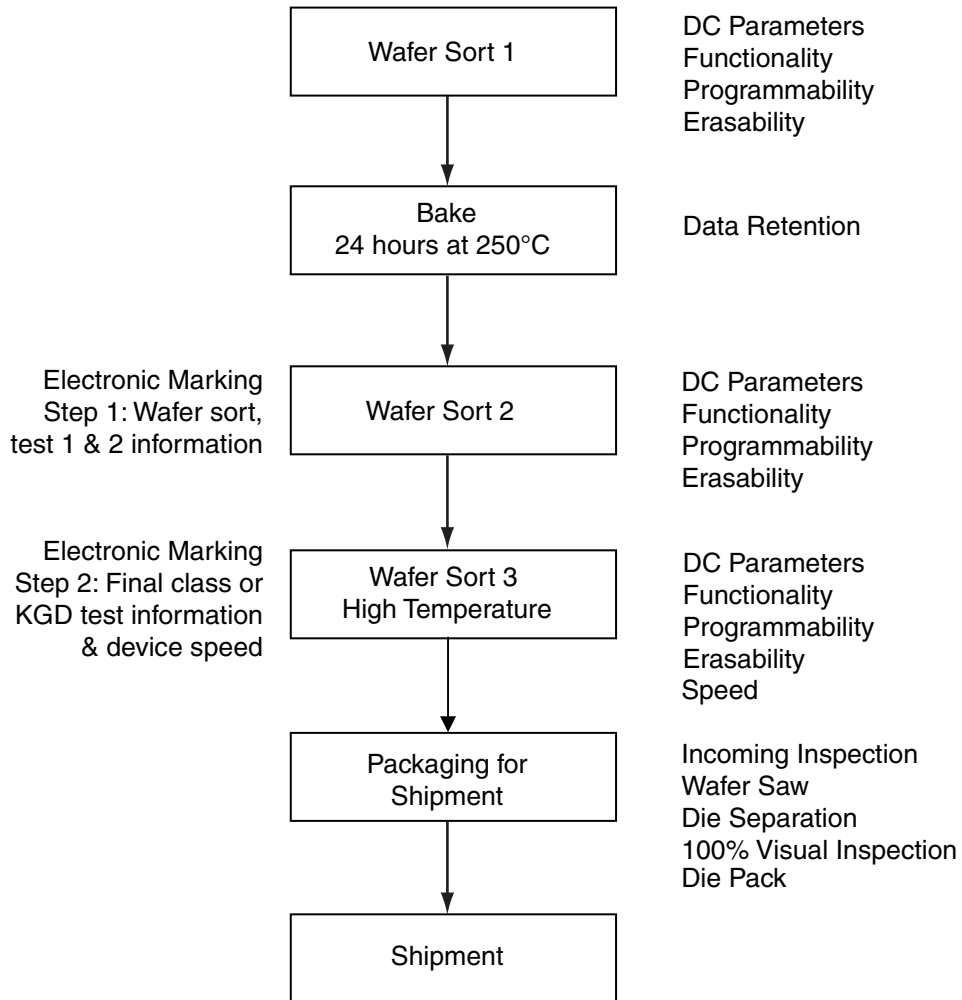 Wafer Sort 1
DC Parameters
Functionality
Programmability
Erasability
Bake
24 hours at 250°C
Data Retention
Electronic Marking
Step 1: Wafer sort,
test 1 & 2 information
Wafer Sort 2
DC Parameters
Functionality
Programmability
Erasability
Electronic Marking
Step 2: Final class or
KGD test information
& device speed
Wafer Sort 3
High Temperature
DC Parameters
Functionality
Programmability
Erasability
Speed
Packaging for
Shipment
Incoming Inspection
Wafer Saw
Die Separation
100% Visual Inspection
Die Pack
Shipment